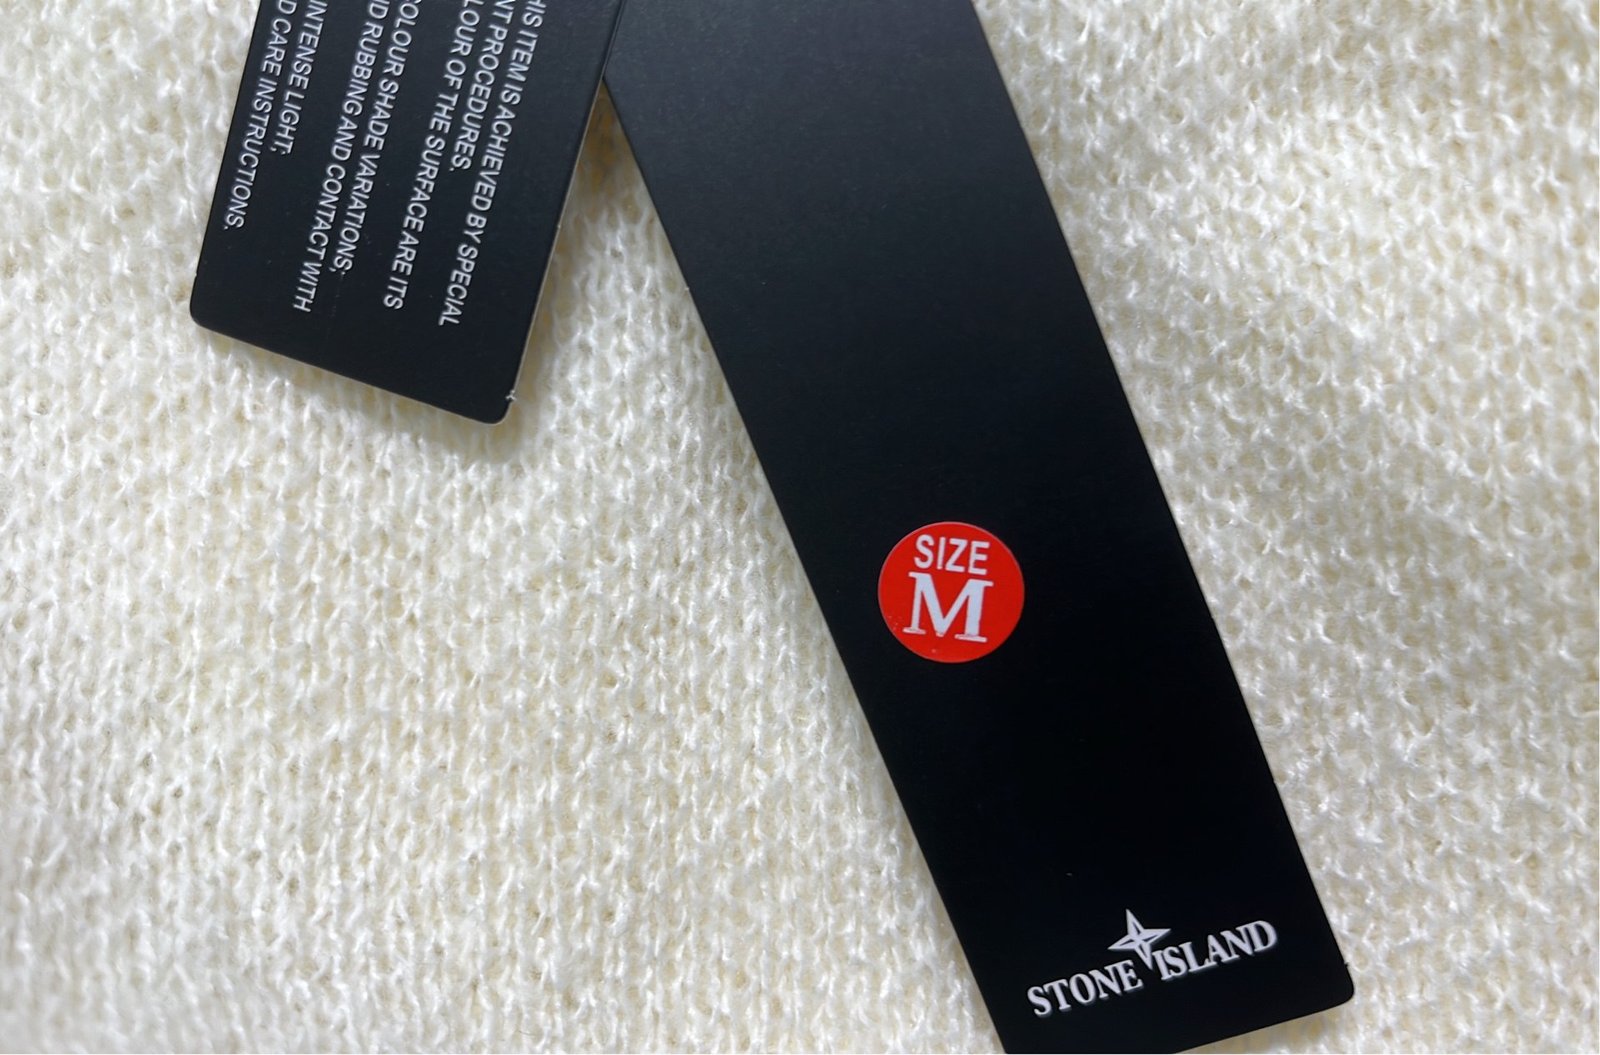 HIS ITEM IS ACHIEVED BY SPECIAL
NT PROCEDURES.
LOUR OF THE SURFACE ARE ITS
COLOUR SHADE VARIATIONS;
ND RUBBING AND CONTACT WITH
INTENSE LIGHT;
D CARE INSTRUCTIONS.
SIZE
M
STONE ISLAND